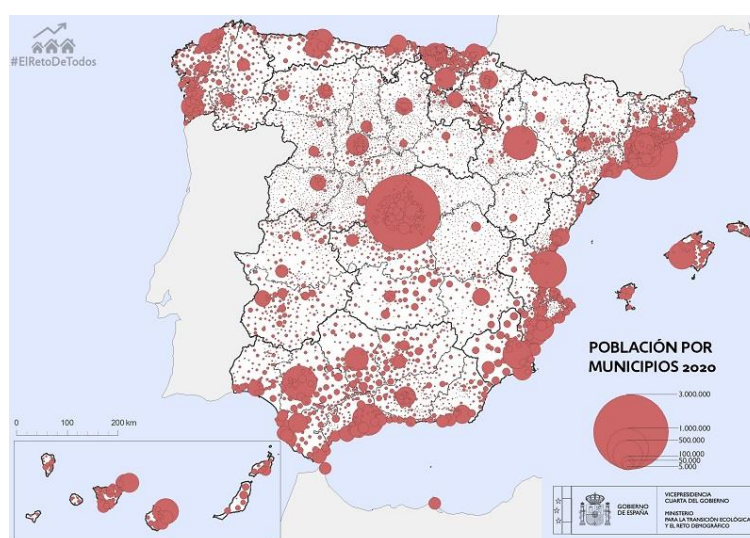 #ElRetoDeTodos
POBLACIÓN POR
MUNICIPIOS 2020
3.000.000
1.000.000
500.000
100.000
50.000
5.000
0 100 200 km
GOBIERNO
DE ESPAÑA
VICEPRESIDENCIA
CUARTA DEL GOBIERNO
MINISTERIO
PARA LA TRANSICIÓN ECOLÓGICA
Y EL RETO DEMOGRÁFICO